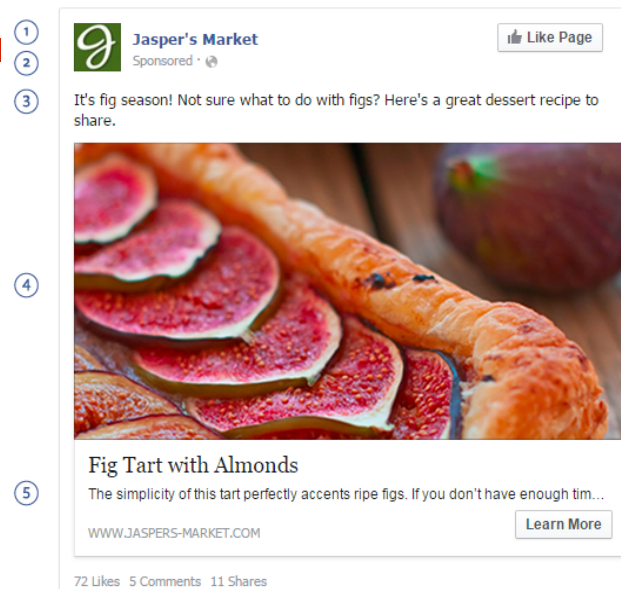 1
Jasper's Market
Like Page
2
Sponsored ·
3
It's fig season! Not sure what to do with figs? Here's a great dessert recipe to
share.
4
Fig Tart with Almonds
5
The simplicity of this tart perfectly accents ripe figs. If you don't have enough tim...
WWW.JASPERS-MARKET.COM
Learn More
72 Likes 5 Comments 11 Shares